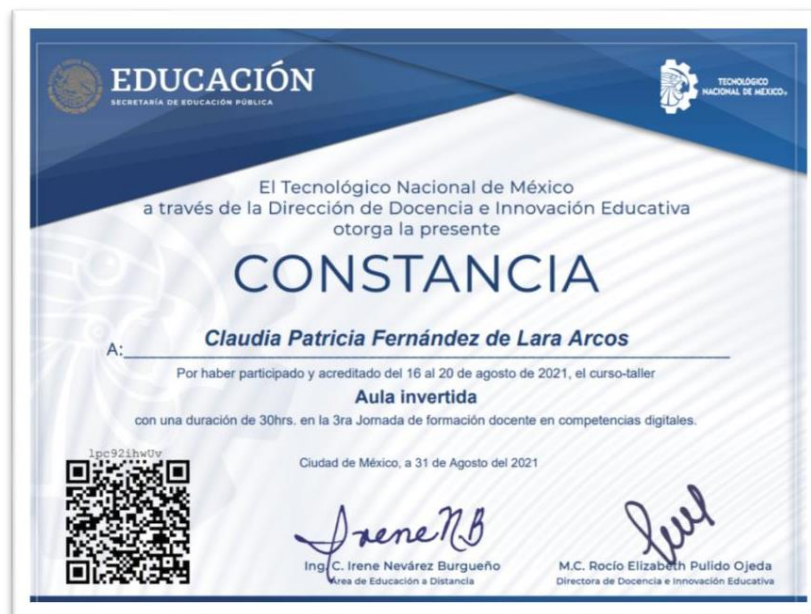 EDUCACIÓN
SECRETARÍA DE EDUCACIÓN PÚBLICA
TECNOLÓGICO
NACIONAL DE MÉXICO®
El Tecnológico Nacional de México
a través de la Dirección de Docencia e Innovación Educativa
otorga la presente
CONSTANCIA
A: Claudia Patricia Fernández de Lara Arcos
Por haber participado y acreditado del 16 al 20 de agosto de 2021, el curso-taller
Aula invertida
con una duración de 30hrs. en la 3ra Jornada de formación docente en competencias digitales.
lpc92ihwUv
Ciudad de México, a 31 de Agosto del 2021
Irene NB
Ing. C. Irene Nevárez Burgueño
Área de Educación a Distancia
M.C. Rocío Elizabeth Pulido Ojeda
Directora de Docencia e Innovación Educativa